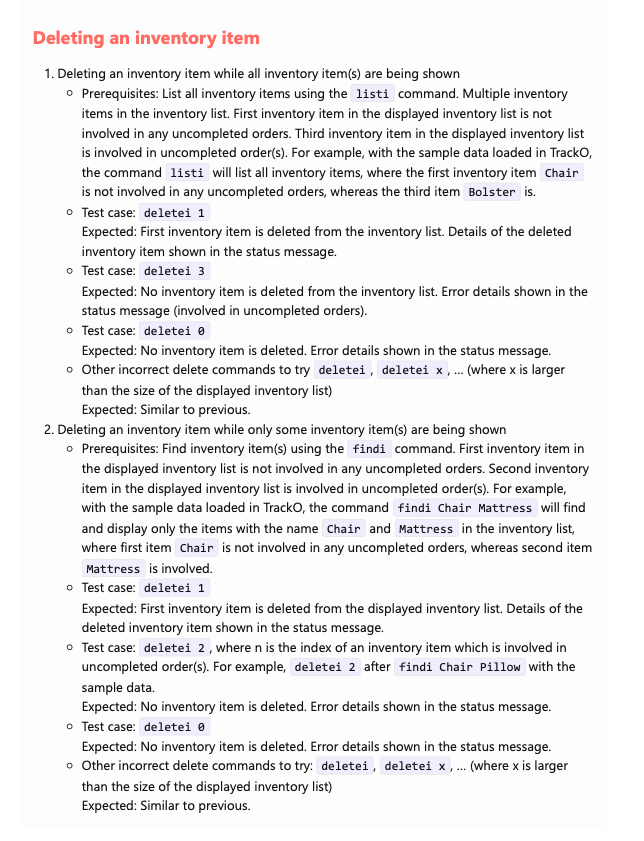 Deleting an inventory item
1. Deleting an inventory item while all inventory item(s) are being shown
Prerequisites: List all inventory items using the listi command. Multiple inventory
items in the inventory list. First inventory item in the displayed inventory list is not
involved in any uncompleted orders. Third inventory item in the displayed inventory list
is involved in uncompleted order(s). For example, with the sample data loaded in TrackO,
the command listi will list all inventory items, where the first inventory item Chair
is not involved in any uncompleted orders, whereas the third item Bolster is.
Test case: deletei 1
Expected: First inventory item is deleted from the inventory list. Details of the deleted
inventory item shown in the status message.
Test case: deletei 3
Expected: No inventory item is deleted from the inventory list. Error details shown in the
status message (involved in uncompleted orders).
Test case: deletei 0
Expected: No inventory item is deleted. Error details shown in the status message.
Other incorrect delete commands to try deletei, deletei x, … (where x is larger
than the size of the displayed inventory list)
Expected: Similar to previous.
2. Deleting an inventory item while only some inventory item(s) are being shown
Prerequisites: Find inventory item(s) using the findi command. First inventory item in
the displayed inventory list is not involved in any uncompleted orders. Second inventory
item in the displayed inventory list is involved in uncompleted order(s). For example,
with the sample data loaded in TrackO, the command findi Chair Mattress will find
and display only the items with the name Chair and Mattress in the inventory list,
where first item Chair is not involved in any uncompleted orders, whereas second item
Mattress is involved.
Test case: deletei 1
Expected: First inventory item is deleted from the displayed inventory list. Details of the
deleted inventory item shown in the status message.
Test case: deletei 2, where n is the index of an inventory item which is involved in
uncompleted order(s). For example, deletei 2 after findi Chair Pillow with the
sample data.
Expected: No inventory item is deleted. Error details shown in the status message.
Test case: deletei 0
Expected: No inventory item is deleted. Error details shown in the status message.
Other incorrect delete commands to try: deletei, deletei x, … (where x is larger
than the size of the displayed inventory list)
Expected: Similar to previous.